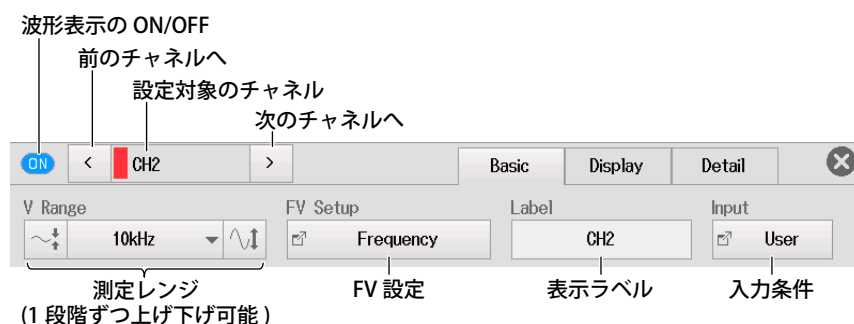 波形表示の ON/OFF
前のチャネルへ
設定対象のチャネル
次のチャネルへ
ON < CH2 > Basic Display Detail
V Range FV Setup Label Input
10kHz Frequency CH2 User
測定レンジ FV 設定 表示ラベル 入力条件
(1 段階ずつ上げ下げ可能 )